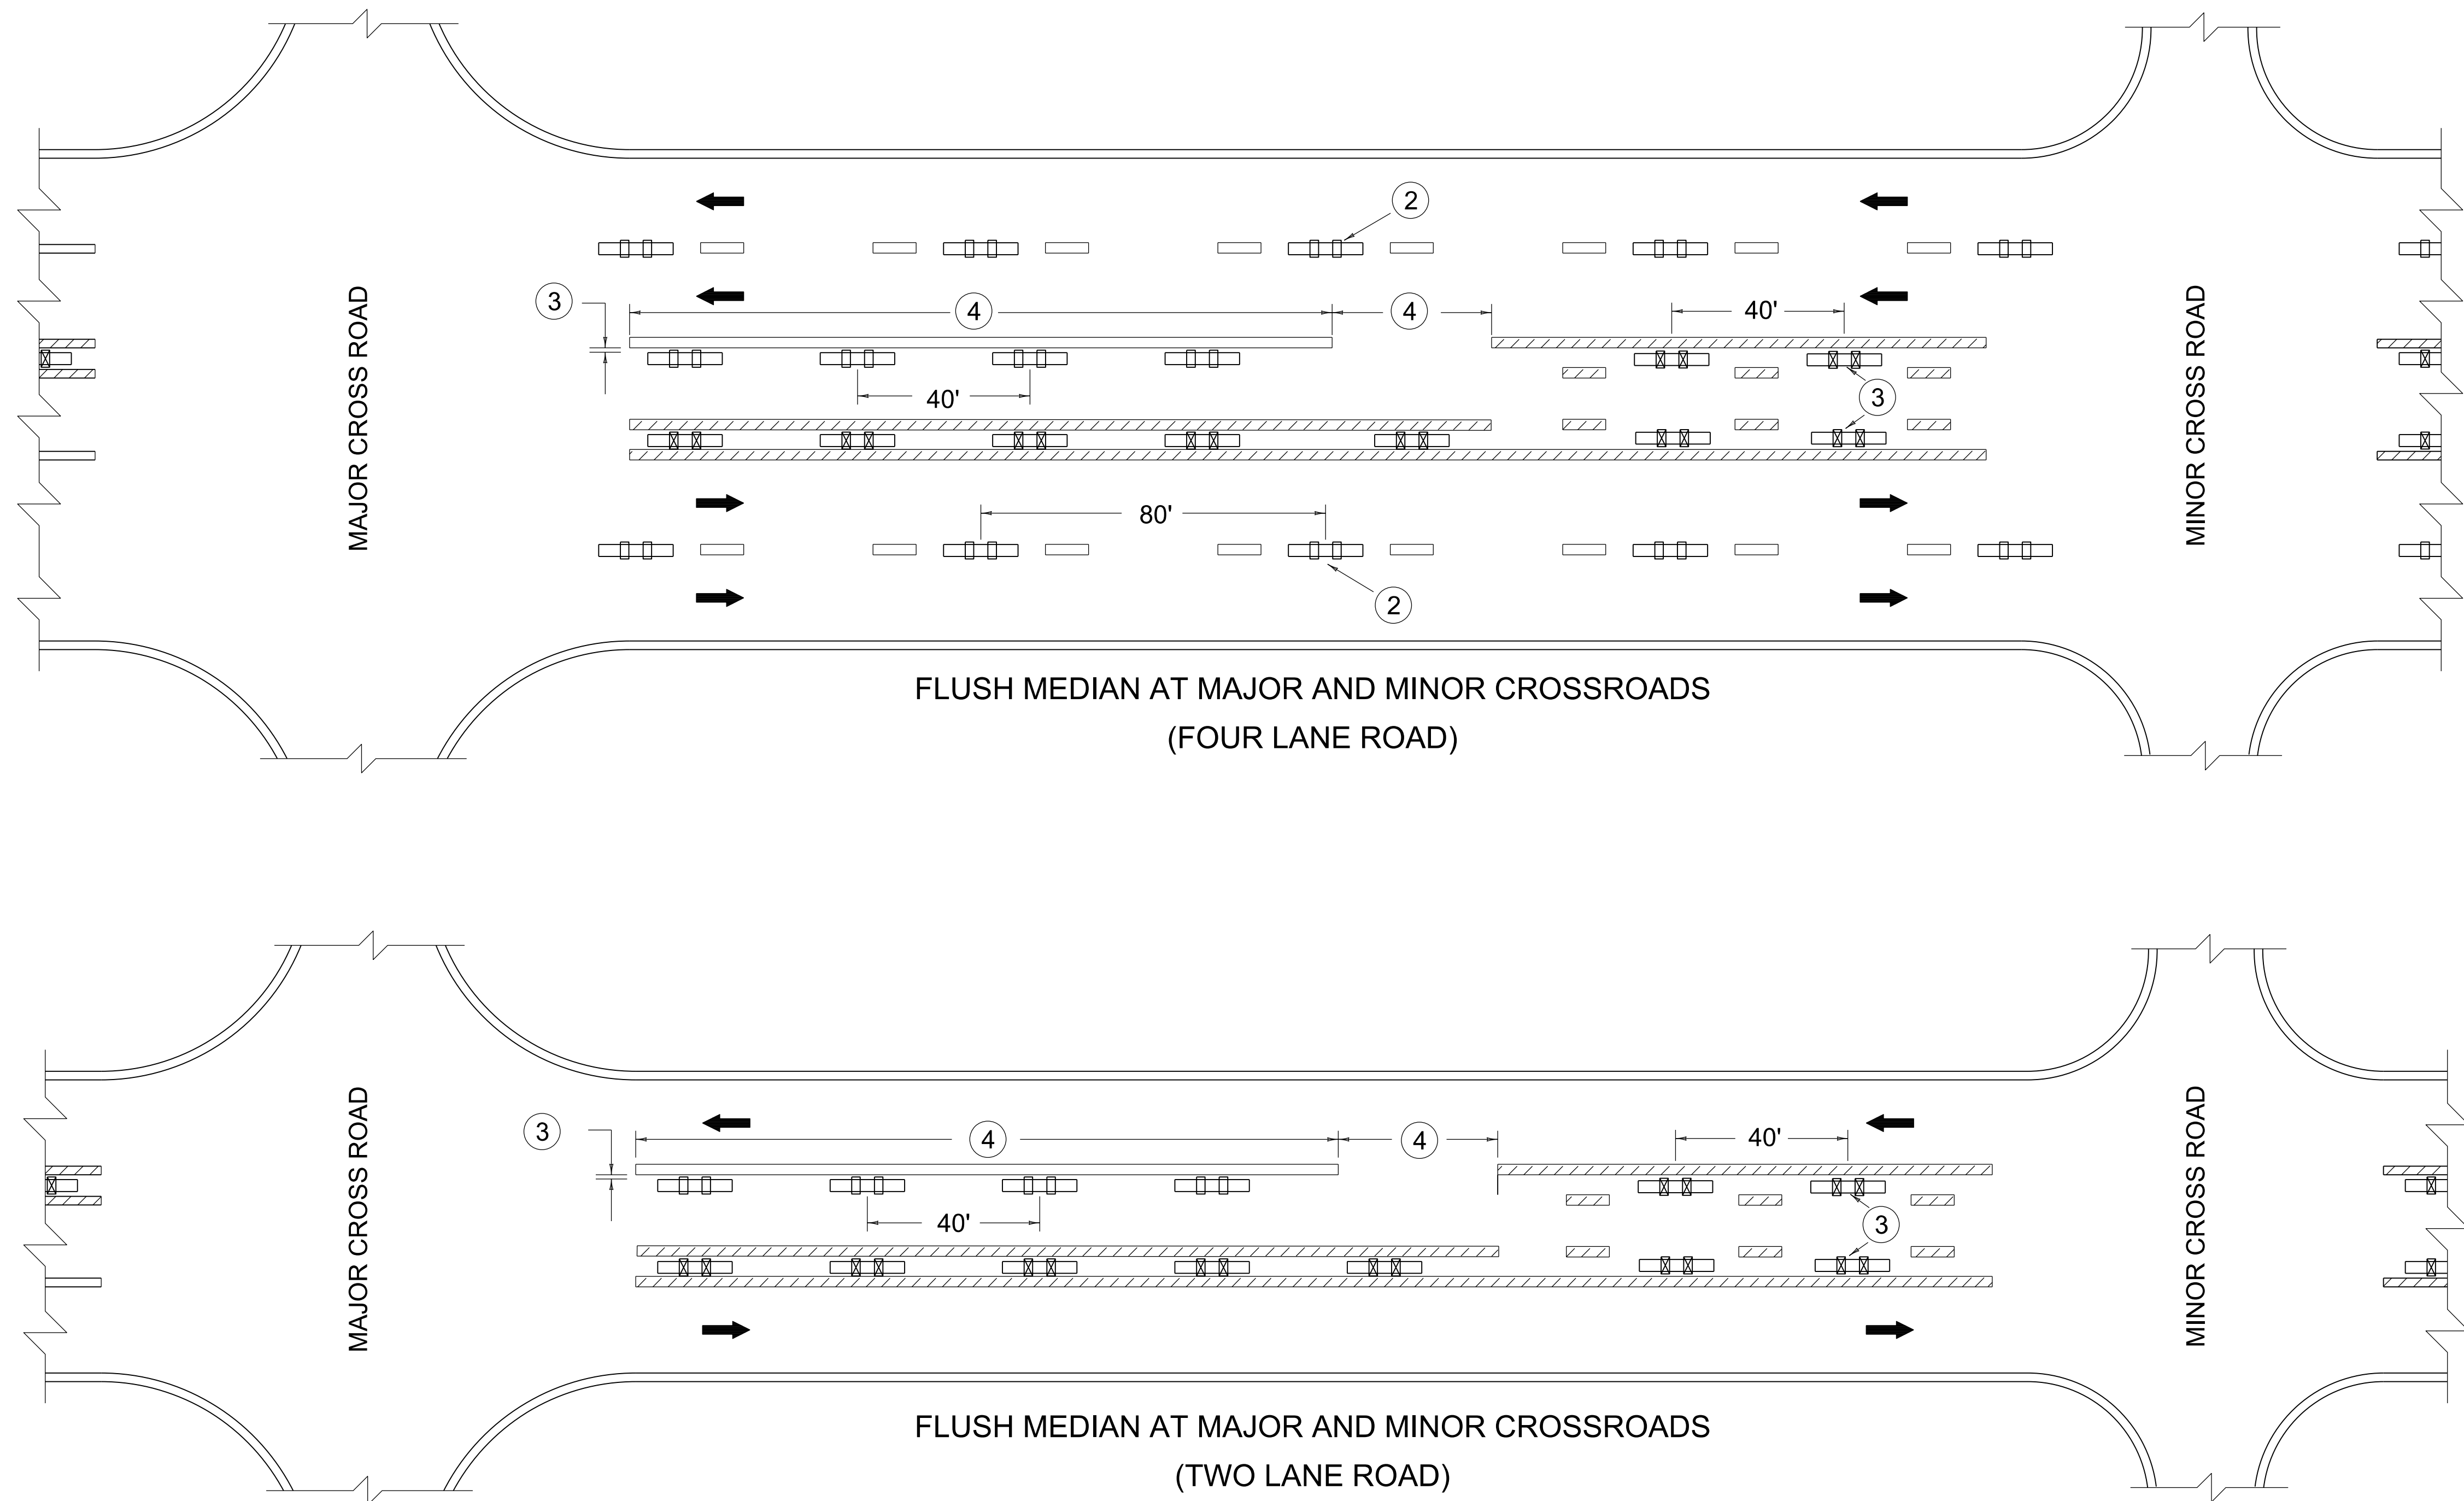 2
3
4
4
40'
MAJOR CROSS ROAD
MINOR CROSS ROAD
40'
3
80'
2
FLUSH MEDIAN AT MAJOR AND MINOR CROSSROADS
(FOUR LANE ROAD)
3
4
4
40'
MAJOR CROSS ROAD
MINOR CROSS ROAD
40'
3
FLUSH MEDIAN AT MAJOR AND MINOR CROSSROADS
(TWO LANE ROAD)